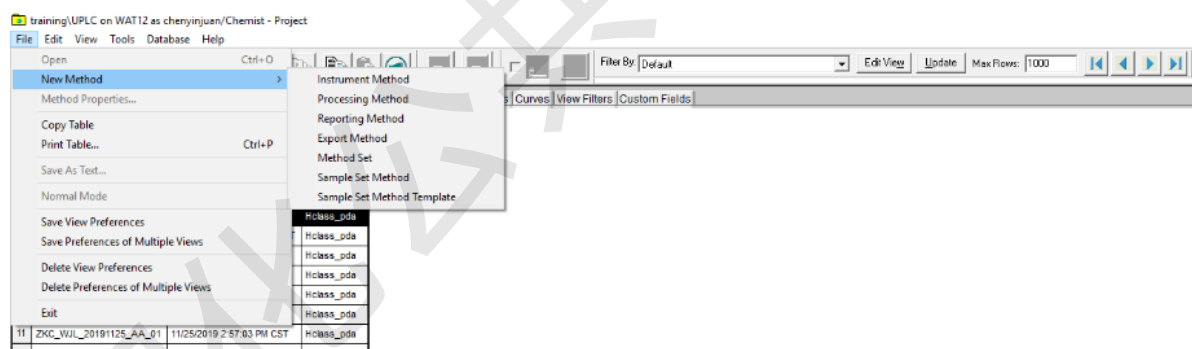 training\UPLC on WAT12 as chenyinjuan/Chemist - Project
File Edit View Tools Database Help
Filter By: Default Edit View Update Max Rows: 1000
Curves View Filters Custom Fields
Open Ctrl+O
New Method
Method Properties...
Copy Table
Print Table... Ctrl+P
Save As Text...
Normal Mode
Save View Preferences
Save Preferences of Multiple Views
Delete View Preferences
Delete Preferences of Multiple Views
Exit
Instrument Method
Processing Method
Reporting Method
Export Method
Method Set
Sample Set Method
Sample Set Method Template
Hclass_pda
Hclass_pda
Hclass_pda
Hclass_pda
Hclass_pda
Hclass_pda
11 ZKC_WJL_20191125_AA_01 11/25/2019 2:57:03 PM CST Hclass_pda